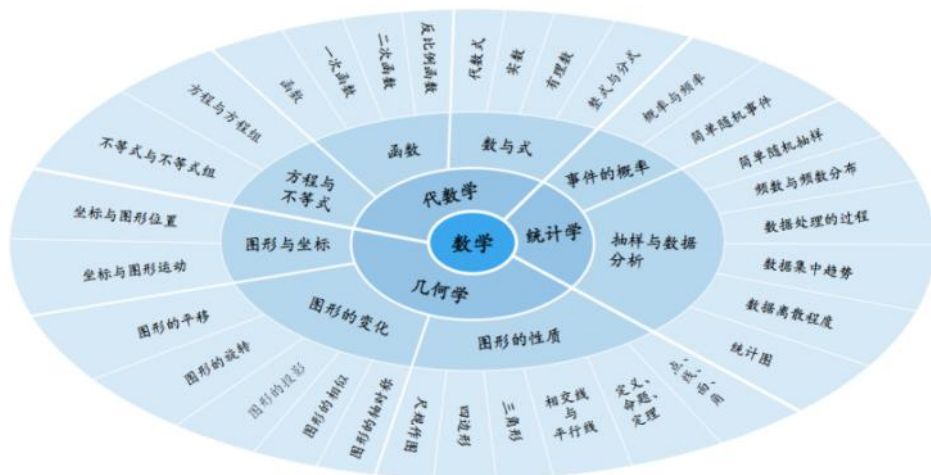 数学
代数学
统计学
几何学
函数
数与式
事件的概率
抽样与数据
分析
图形的性质
图形的变化
图形与坐标
方程与
不等式
函数
一次函数
二次函数
反比例函数
代数式
实数
有理数
整式与分式
概率与频率
简单随机事件
简单随机抽样
频数与频数分布
数据处理的过程
数据集中趋势
数据离散程度
统计图
点、线、面、角
定义、
命题、
定理
相交线
与
平行线
三角形
四边形
尺规作图
图形的轴对称
图形的相似
图形的投影
图形的旋转
图形的平移
坐标与图形运动
坐标与图形位置
不等式与不等式组
方程与方程组